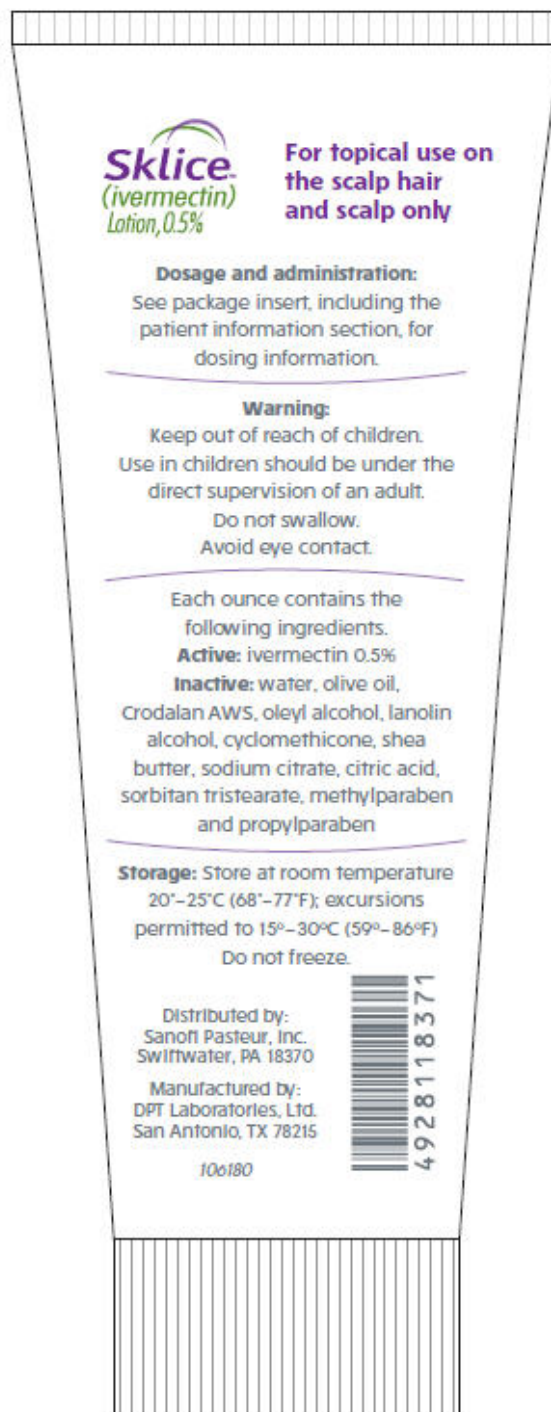 Sklice™
(ivermectin)
Lotion, 0.5%
For topical use on
the scalp hair
and scalp only
Dosage and administration:
See package insert, including the
patient information section, for
dosing information.
Warning:
Keep out of reach of children.
Use in children should be under the
direct supervision of an adult.
Do not swallow.
Avoid eye contact.
Each ounce contains the
following ingredients.
Active: ivermectin 0.5%
Inactive: water, olive oil,
Crodalan AWS, oleyl alcohol, lanolin
alcohol, cyclomethicone, shea
butter, sodium citrate, citric acid,
sorbitan tristearate, methylparaben
and propylparaben
Storage: Store at room temperature
20°–25°C (68°–77°F); excursions
permitted to 15º–30ºC (59º–86ºF)
Do not freeze.
Distributed by:
Sanofi Pasteur, Inc.
Swiftwater, PA 18370
Manufactured by:
DPT Laboratories, Ltd.
San Antonio, TX 78215
106180
4928118371